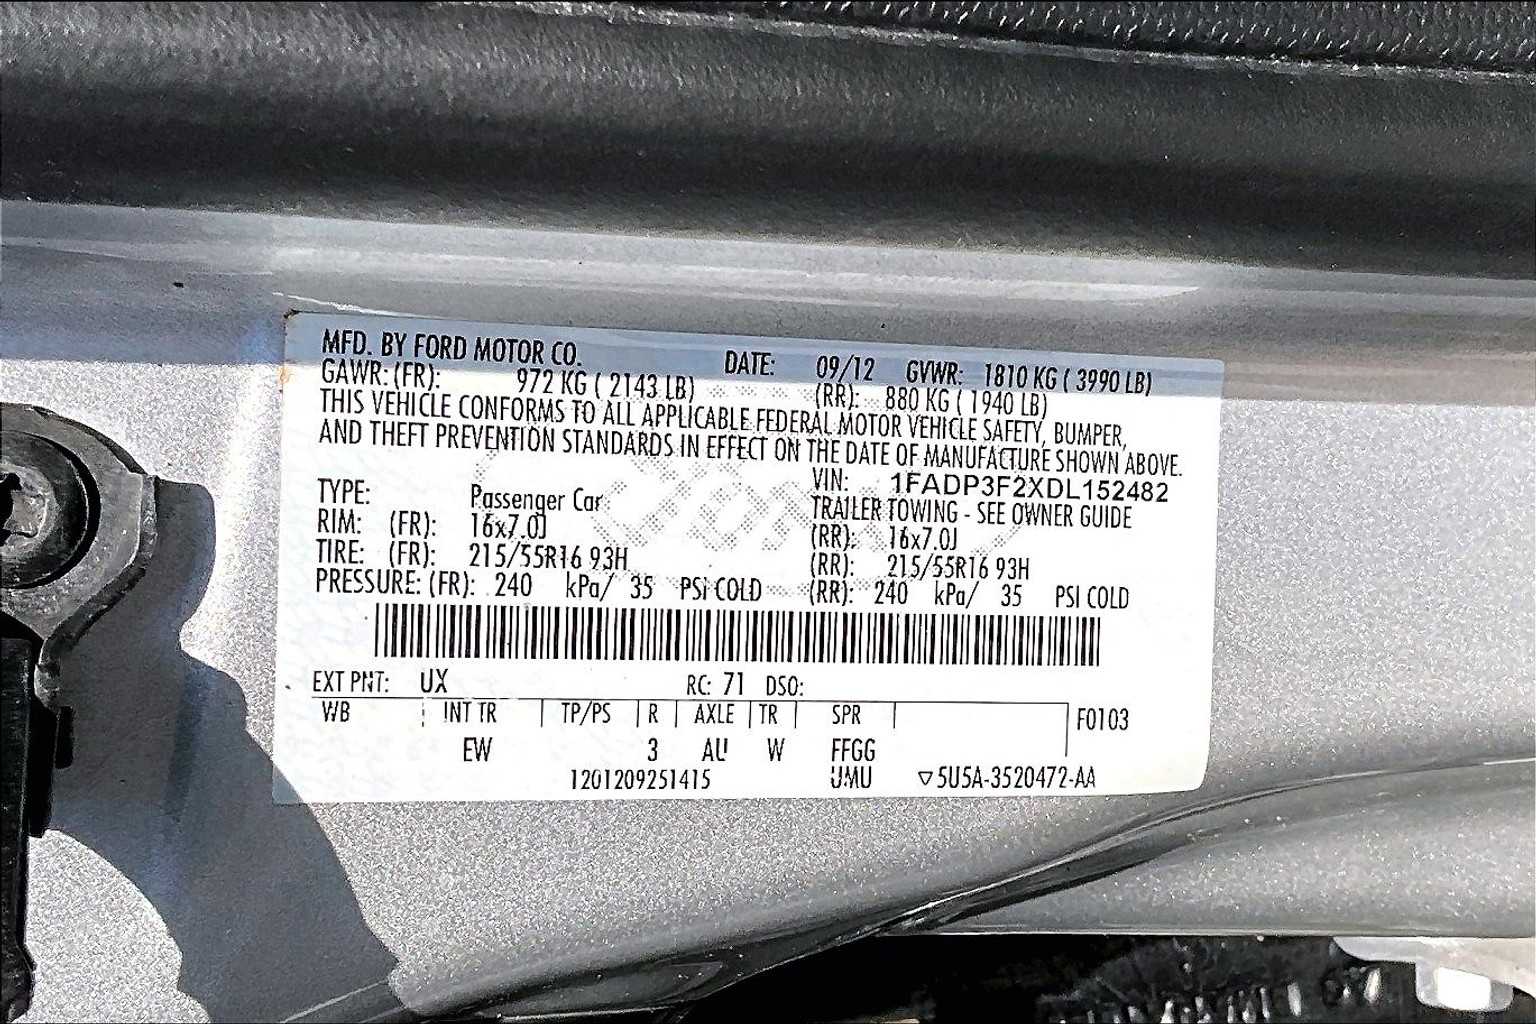 MFD. BY FORD MOTOR CO. DATE: 09/12 GVWR: 1810 KG ( 3990 LB)
GAWR: (FR): 972 KG ( 2143 LB) (RR): 880 KG ( 1940 LB)
THIS VEHICLE CONFORMS TO ALL APPLICABLE FEDERAL MOTOR VEHICLE SAFETY, BUMPER,
AND THEFT PREVENTION STANDARDS IN EFFECT ON THE DATE OF MANUFACTURE SHOWN ABOVE.
VIN: 1FADP3F2XDL152482
TYPE: Passenger Car TRAILER TOWING - SEE OWNER GUIDE
RIM: (FR): 16x7.0J (RR): 16x7.0J
TIRE: (FR): 215/55R16 93H (RR): 215/55R16 93H
PRESSURE: (FR): 240 kPa/ 35 PSI COLD (RR): 240 kPa/ 35 PSI COLD
EXT PNT: UX RC: 71 DSO:
WB INT TR TP/PS R AXLE TR SPR F0103
EW 3 AU W FFGG
1201209251415 UMU ▽5U5A-3520472-AA